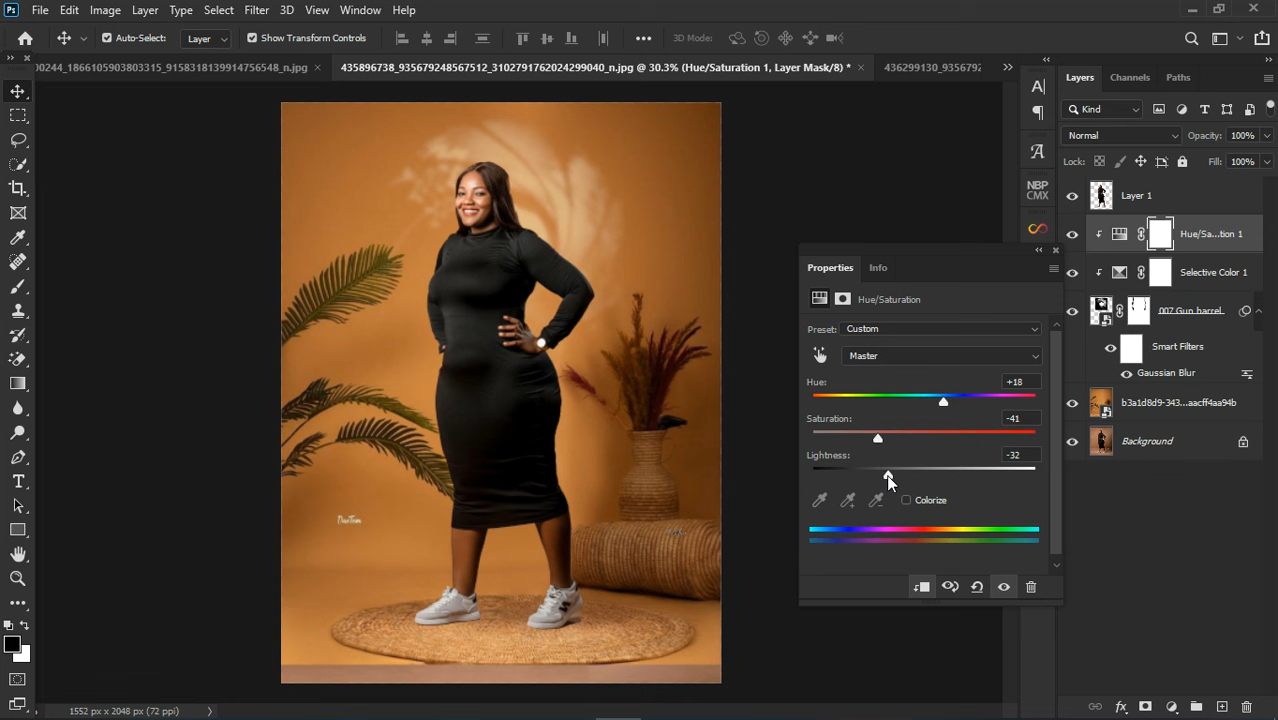 Ps File Edit Image Layer Type Select Filter 3D View Window Help
Auto-Select: Layer Show Transform Controls 3D Mode:
00244_1866105903803315_9158318139914756548_n.jpg × 435896738_935679248567512_3102791762024299040_n.jpg @ 30.3% (Hue/Saturation 1, Layer Mask/8) * × 436299130_9356792
Layers Channels Paths
Kind
Normal Opacity: 100%
Lock: Fill: 100%
Layer 1
Hue/Sa...tion 1
Selective Color 1
007 Gun barrel
Smart Filters
Gaussian Blur
b3a1d8d9-343...aacff4aa94b
Background
NBP
CMX
Properties Info
Hue/Saturation
Preset: Custom
Master
Hue: +18
Saturation: -41
Lightness: -32
Colorize
1552 px x 2048 px (72 ppi)